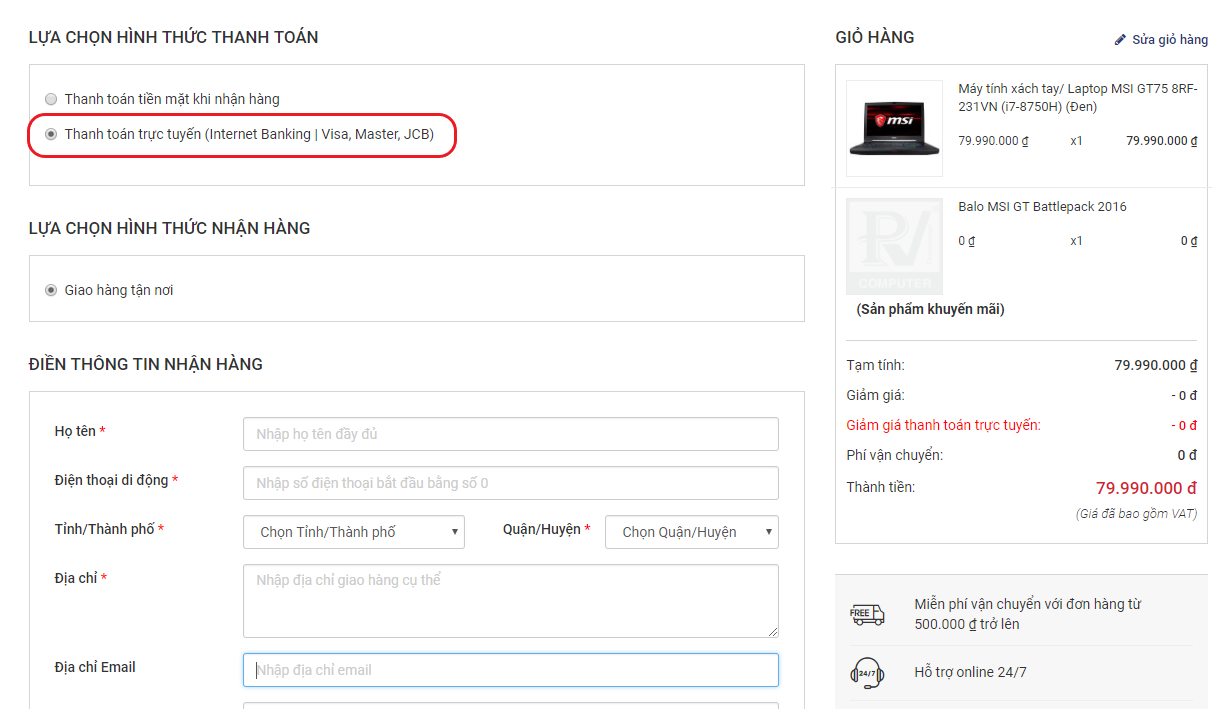 LỰA CHỌN HÌNH THỨC THANH TOÁN
Thanh toán tiền mặt khi nhận hàng
Thanh toán trực tuyến (Internet Banking | Visa, Master, JCB)
LỰA CHỌN HÌNH THỨC NHẬN HÀNG
Giao hàng tận nơi
ĐIỀN THÔNG TIN NHẬN HÀNG
Họ tên *
Nhập họ tên đầy đủ
Điện thoại di động *
Nhập số điện thoại bắt đầu bằng số 0
Tỉnh/Thành phố *
Chọn Tỉnh/Thành phố
Quận/Huyện *
Chọn Quận/Huyện
Địa chỉ *
Nhập địa chỉ giao hàng cụ thể
Địa chỉ Email
Nhập địa chỉ email
GIỎ HÀNG
Sửa giỏ hàng
msi
Máy tính xách tay/ Laptop MSI GT75 8RF-
231VN (i7-8750H) (Đen)
79.990.000 ₫ x1 79.990.000 ₫
PV
COMPUTER
Balo MSI GT Battlepack 2016
0 ₫ x1 0 ₫
(Sản phẩm khuyến mãi)
Tạm tính: 79.990.000 ₫
Giảm giá: - 0 đ
Giảm giá thanh toán trực tuyến: - 0 đ
Phí vận chuyển: 0 đ
Thành tiền: 79.990.000 đ
(Giá đã bao gồm VAT)
FREE
Miễn phí vận chuyển với đơn hàng từ
500.000 ₫ trở lên
24/7
Hỗ trợ online 24/7